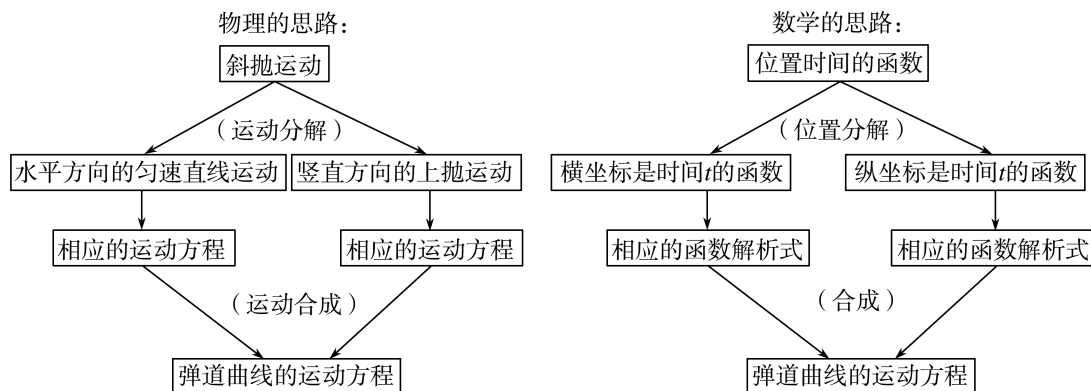 物理的思路：
斜抛运动
（运动分解）
水平方向的匀速直线运动
竖直方向的上抛运动
相应的运动方程
相应的运动方程
（运动合成）
弹道曲线的运动方程
数学的思路：
位置时间的函数
（位置分解）
横坐标是时间t的函数
纵坐标是时间t的函数
相应的函数解析式
相应的函数解析式
（合成）
弹道曲线的运动方程